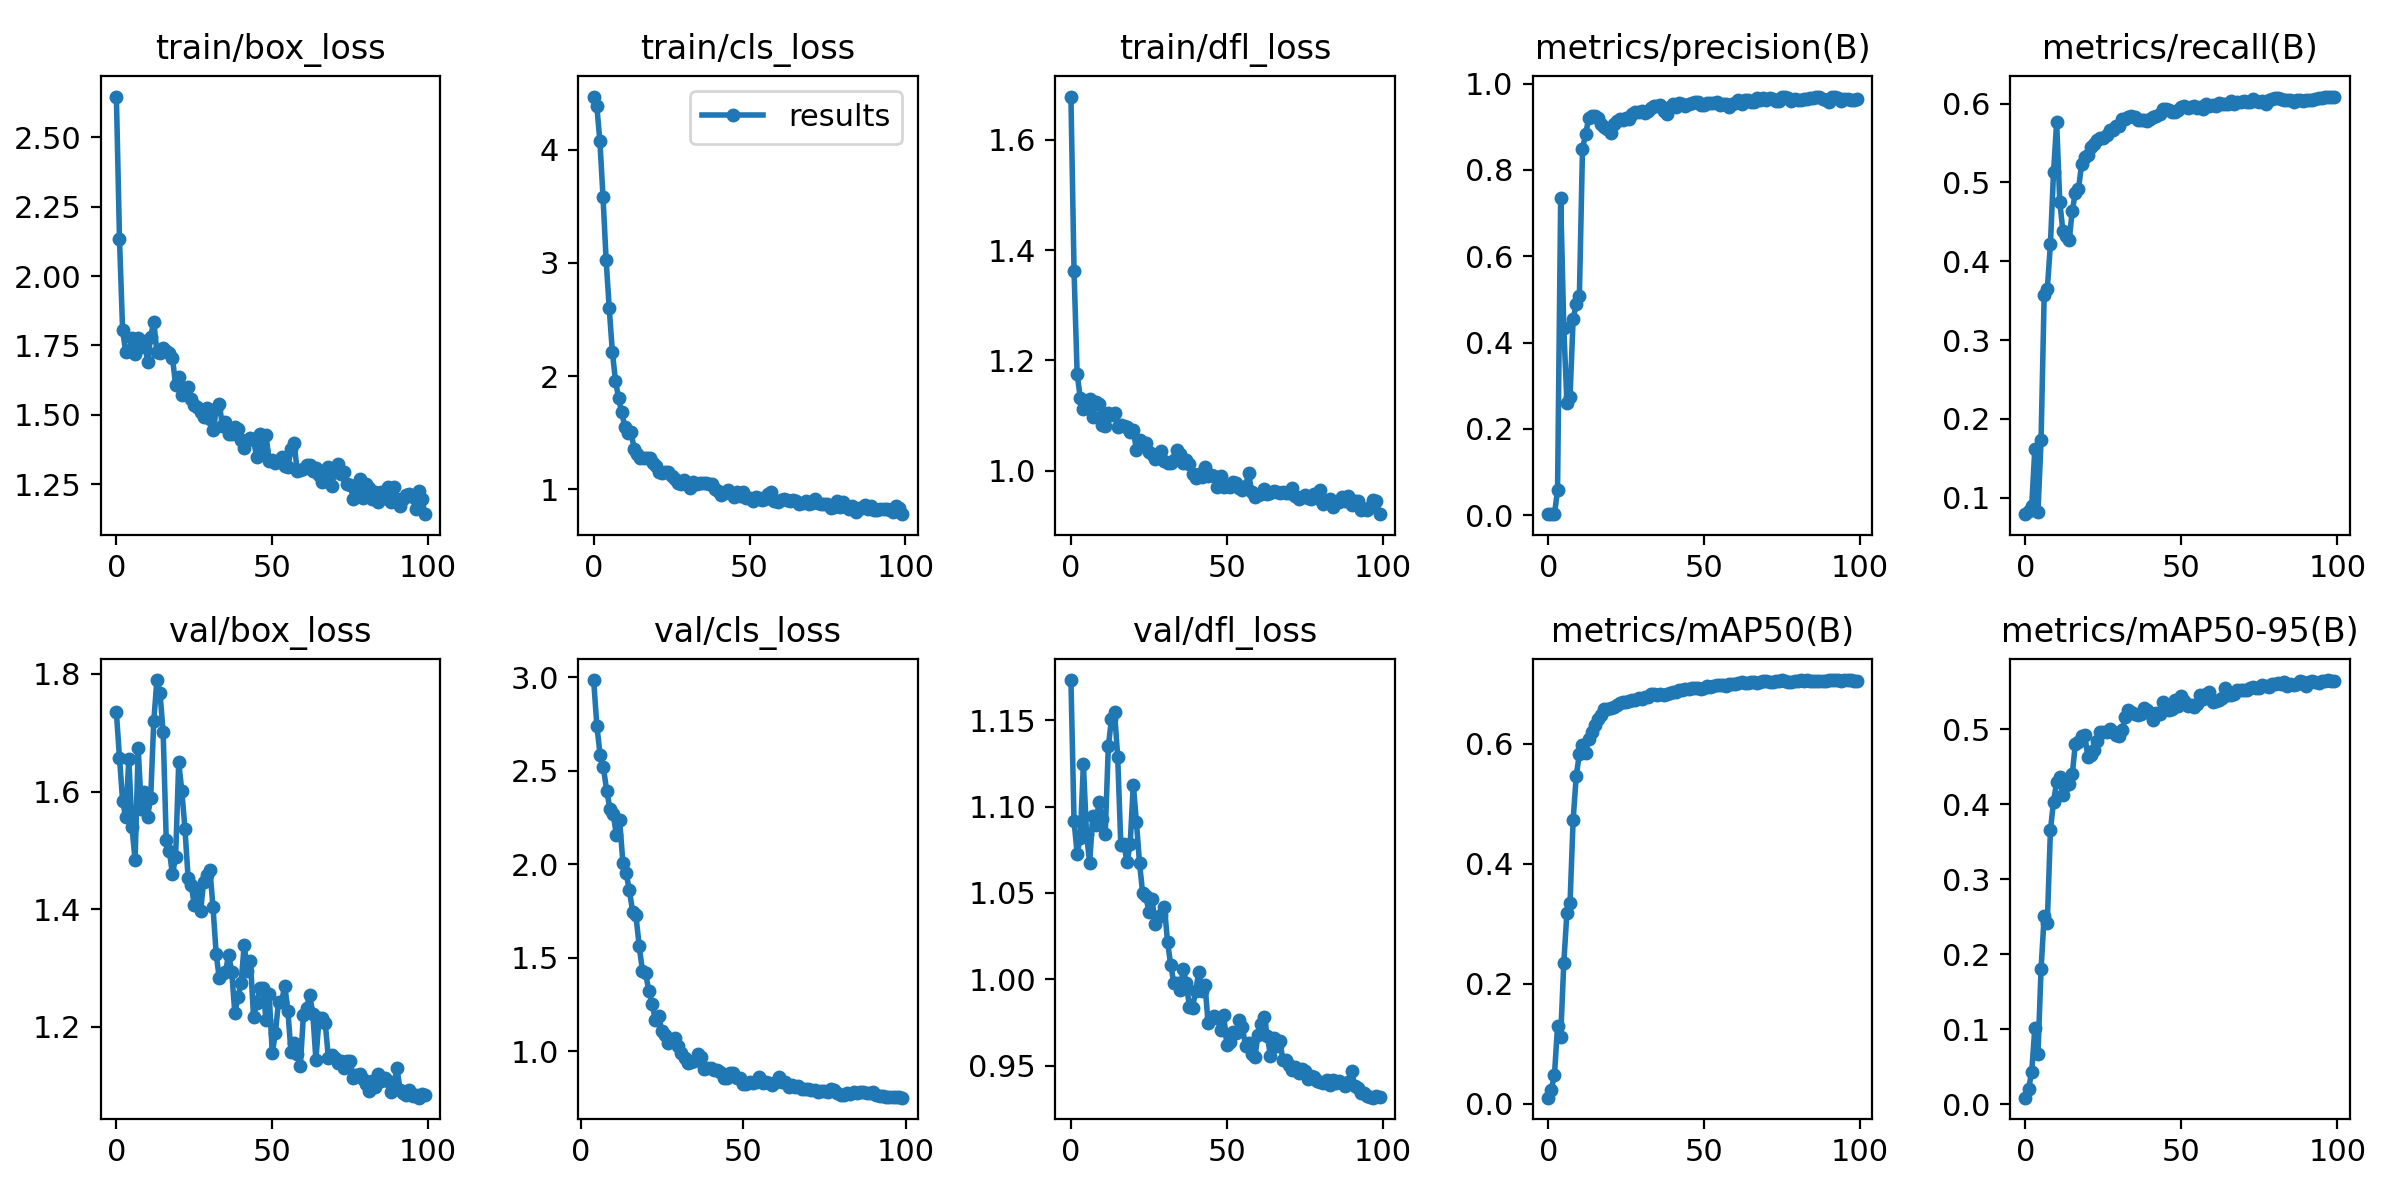 train/box_loss
train/cls_loss
train/dfl_loss
metrics/precision(B)
metrics/recall(B)
2.50
2.25
2.00
1.75
1.50
1.25
0 50 100
results
4
3
2
1
0 50 100
1.6
1.4
1.2
1.0
0 50 100
1.0
0.8
0.6
0.4
0.2
0.0
0 50 100
0.6
0.5
0.4
0.3
0.2
0.1
0 50 100
val/box_loss
val/cls_loss
val/dfl_loss
metrics/mAP50(B)
metrics/mAP50-95(B)
1.8
1.6
1.4
1.2
0 50 100
3.0
2.5
2.0
1.5
1.0
0 50 100
1.15
1.10
1.05
1.00
0.95
0 50 100
0.6
0.4
0.2
0.0
0 50 100
0.5
0.4
0.3
0.2
0.1
0.0
0 50 100